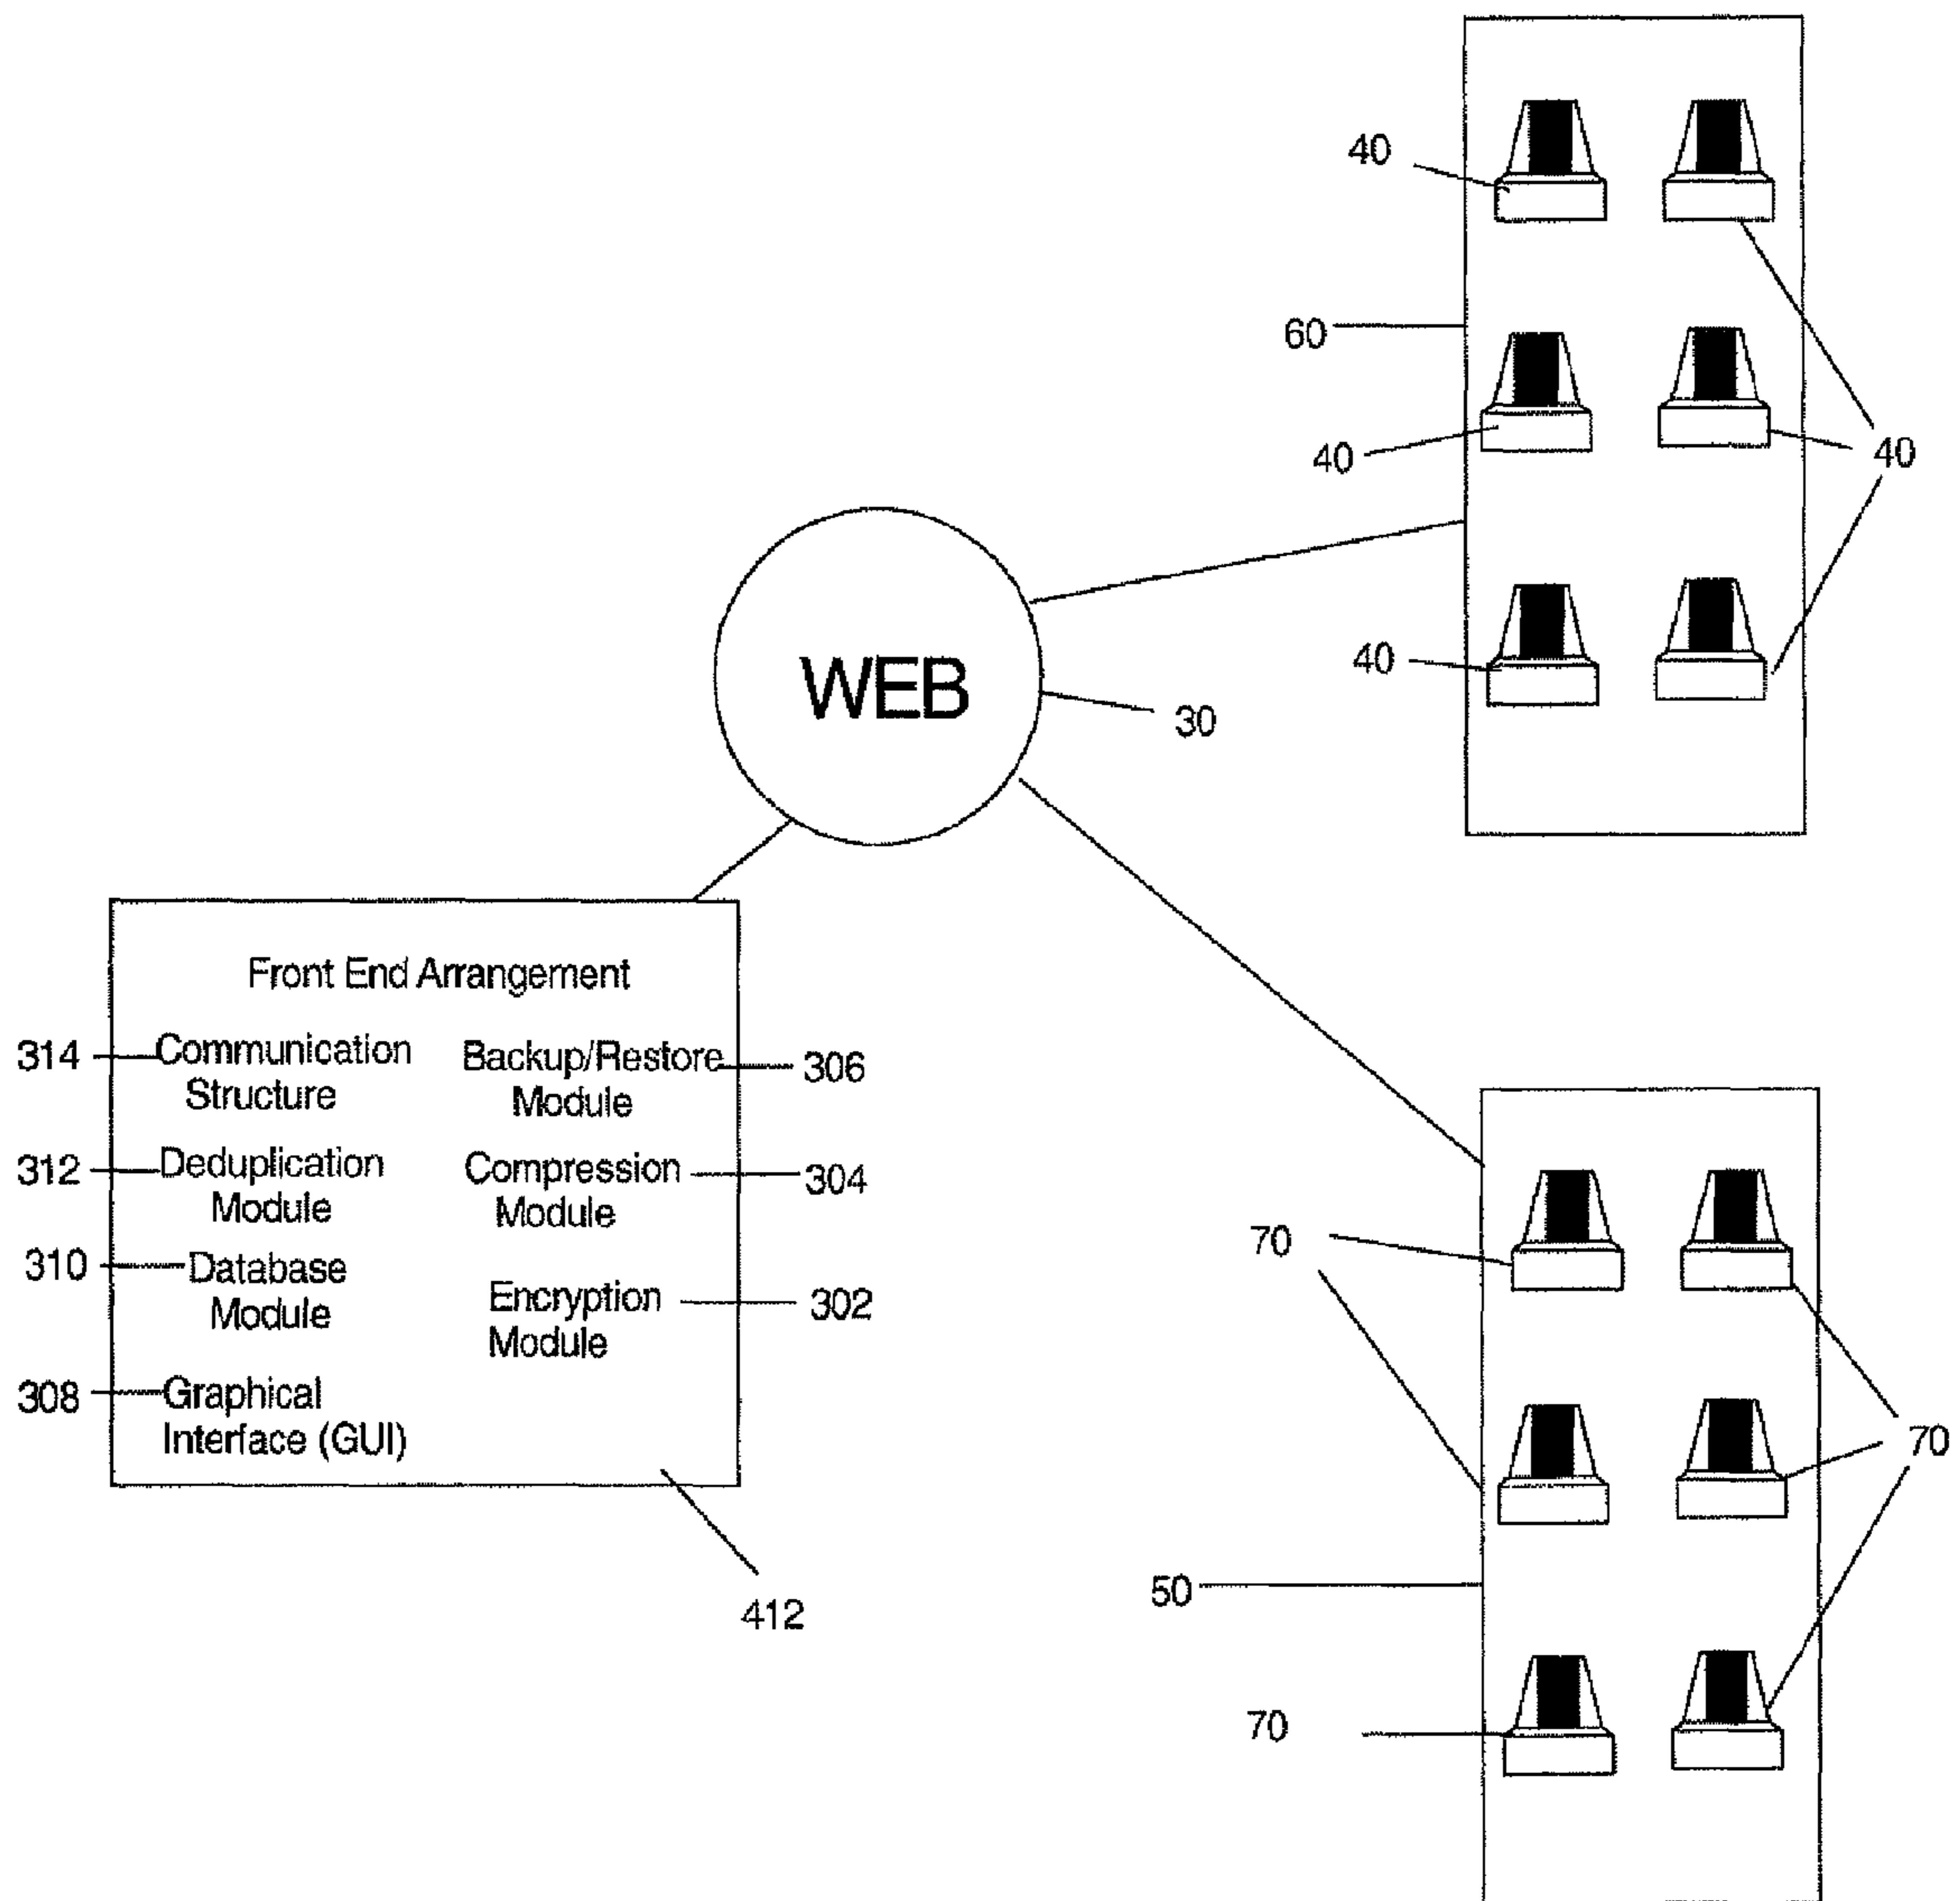 40
60
40
40
WEB
40
30
Front End Arrangement
314
Communication
Structure
Backup/Restore
Module
306
312
Deduplication
Module
Compression
Module
304
310
Database
Module
Encryption
Module
302
308
Graphical
Interface (GUI)
412
70
70
50
70